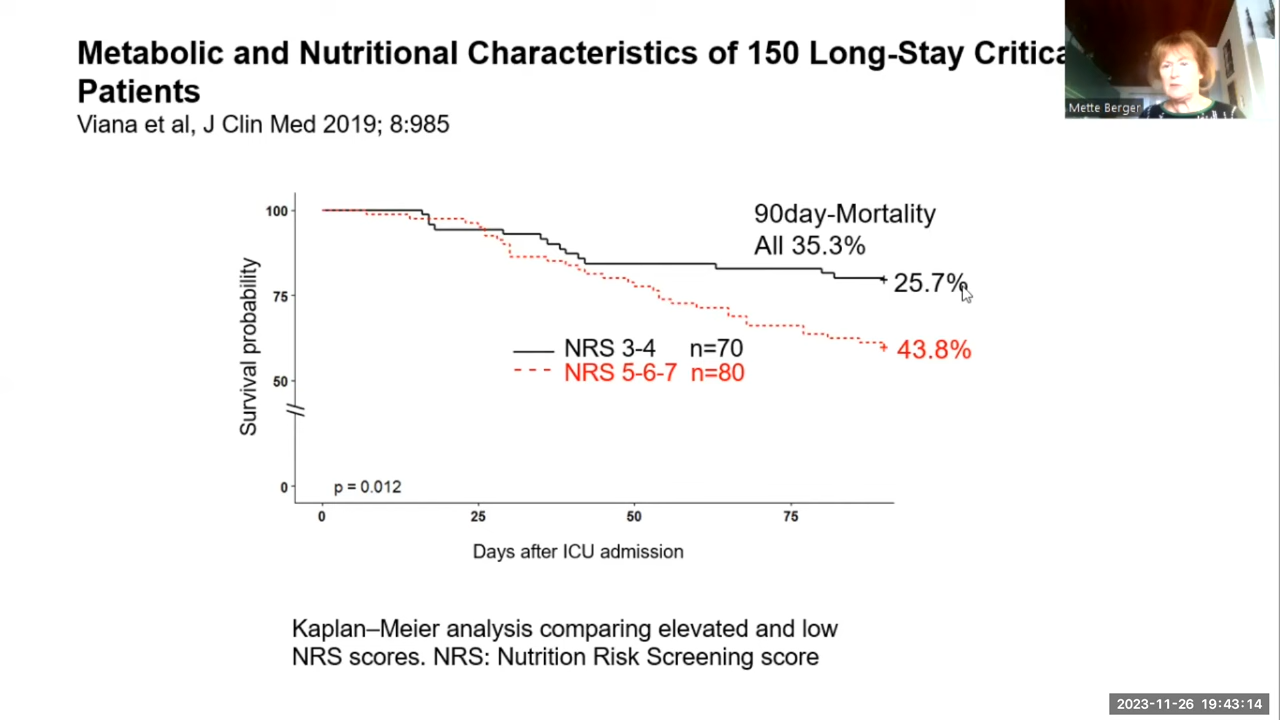 Metabolic and Nutritional Characteristics of 150 Long-Stay
Patients
Viana et al, J Clin Med 2019; 8:985
Mette Berger
90day-Mortality
All 35.3%
100
75
50
0
Survival probability
25.7%
43.8%
NRS 3-4 n=70
NRS 5-6-7 n=80
p = 0.012
0 25 50 75
Days after ICU admission
Kaplan–Meier analysis comparing elevated and low
NRS scores. NRS: Nutrition Risk Screening score
2023-11-26 19:43:14